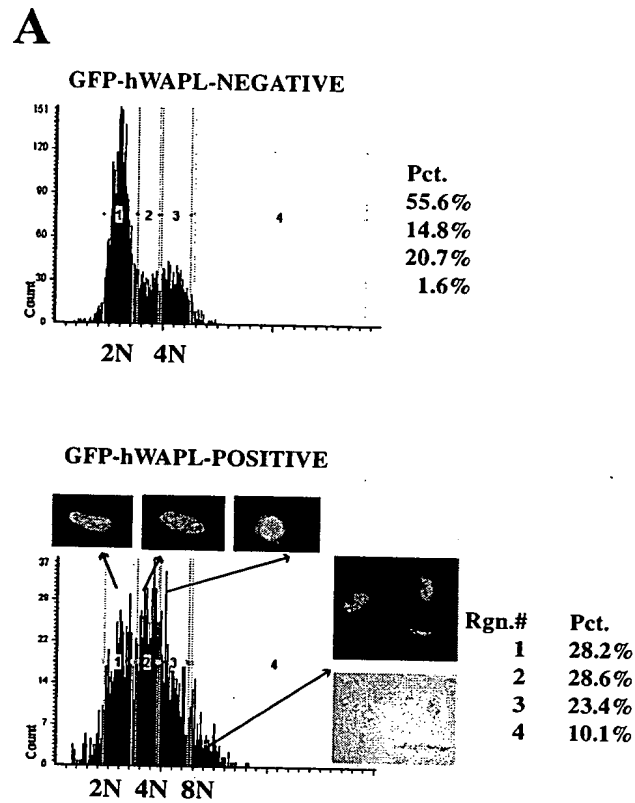 A
GFP-hWAPL-NEGATIVE
151
120
90
60
30
0
Count
1 2 3 4
2N 4N
Pct.
55.6%
14.8%
20.7%
1.6%
GFP-hWAPL-POSITIVE
37
29
22
14
7
0
Count
1 2 3 4
2N 4N 8N
Rgn.# Pct.
1 28.2%
2 28.6%
3 23.4%
4 10.1%